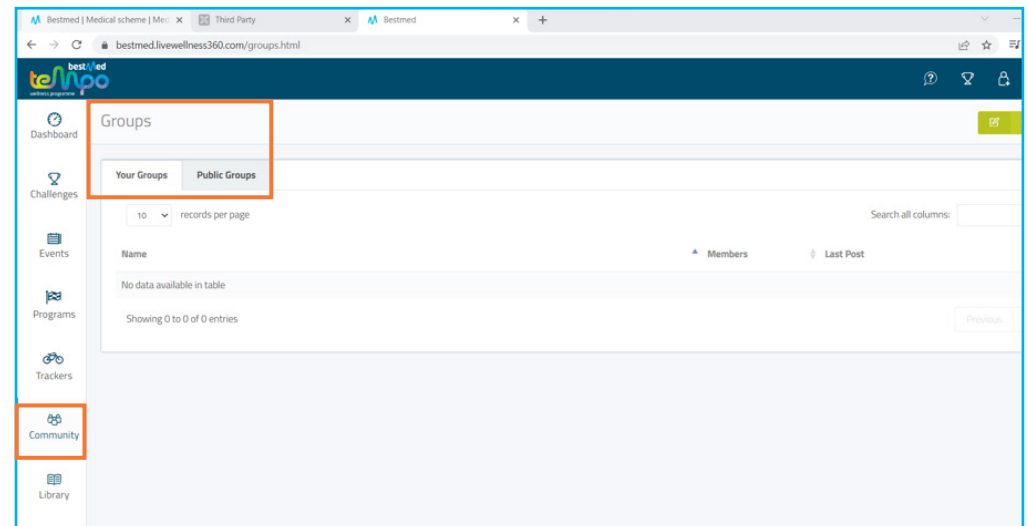 Bestmed | Medical scheme | Med
Third Party
Bestmed
bestmed.livewellness360.com/groups.html
bestMed
tempo
wellness programme
Dashboard
Groups
Challenges
Your Groups Public Groups
10 records per page
Search all columns:
Events
Name Members Last Post
No data available in table
Programs
Showing 0 to 0 of 0 entries
Previous
Trackers
Community
Library